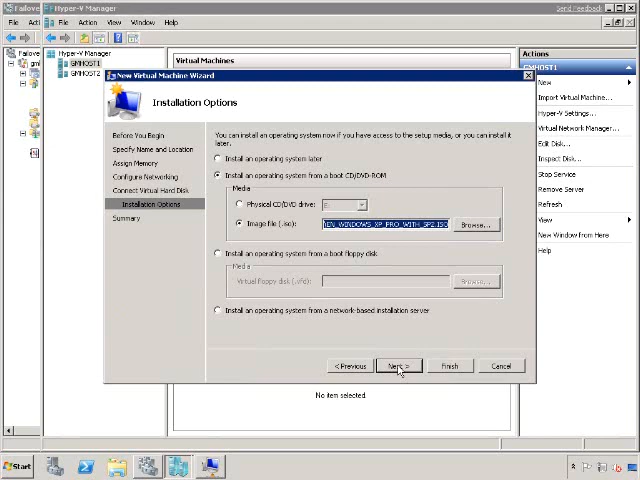 Failove
Hyper-V Manager
Send Feedback
File
File Action View Window Help
Failove
gm
Hyper-V Manager
GMHOST1
GMHOST2
Virtual Machines
No item selected.
Actions
GMHOST1
New
Import Virtual Machine...
Hyper-V Settings...
Virtual Network Manager...
Edit Disk...
Inspect Disk...
Stop Service
Remove Server
Refresh
View
New Window from Here
Help
New Virtual Machine Wizard
Installation Options
Before You Begin
Specify Name and Location
Assign Memory
Configure Networking
Connect Virtual Hard Disk
Installation Options
Summary
You can install an operating system now if you have access to the setup media, or you can install it
later.
Install an operating system later
Install an operating system from a boot CD/DVD-ROM
Media
Physical CD/DVD drive:
Image file (.iso): EN_WINDOWS_XP_PRO_WITH_SP2.ISO Browse...
Install an operating system from a boot floppy disk
Media
Virtual floppy disk (.vfd): Browse...
Install an operating system from a network-based installation server
< Previous Next > Finish Cancel
Start